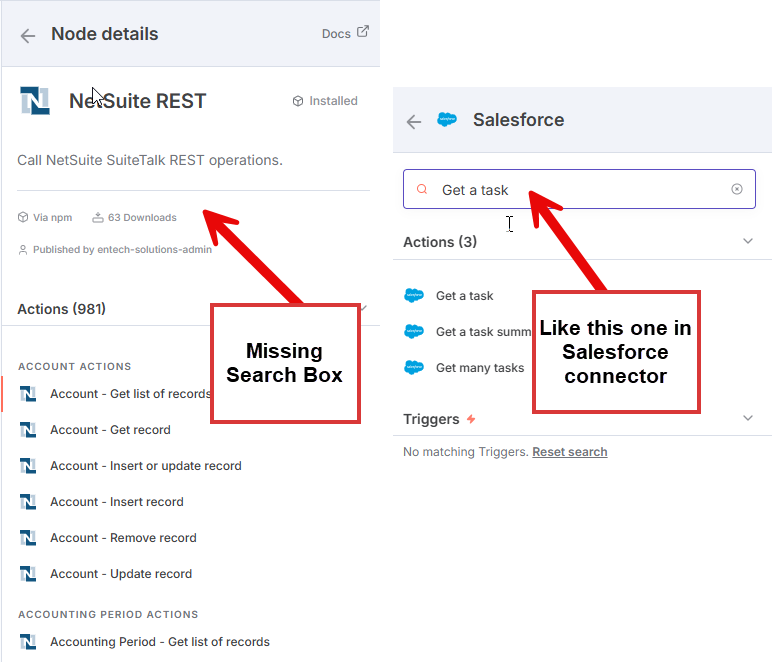 Node details
Docs
NetSuite REST
Installed
Call NetSuite SuiteTalk REST operations.
Via npm
63 Downloads
Published by entech-solutions-admin
Actions (981)
Missing
Search Box
ACCOUNT ACTIONS
Account - Get list of records
Account - Get record
Account - Insert or update record
Account - Insert record
Account - Remove record
Account - Update record
ACCOUNTING PERIOD ACTIONS
Accounting Period - Get list of records
Salesforce
Get a task
Actions (3)
Get a task
Get a task summ
Get many tasks
Like this one in
Salesforce
connector
Triggers
No matching Triggers. Reset search